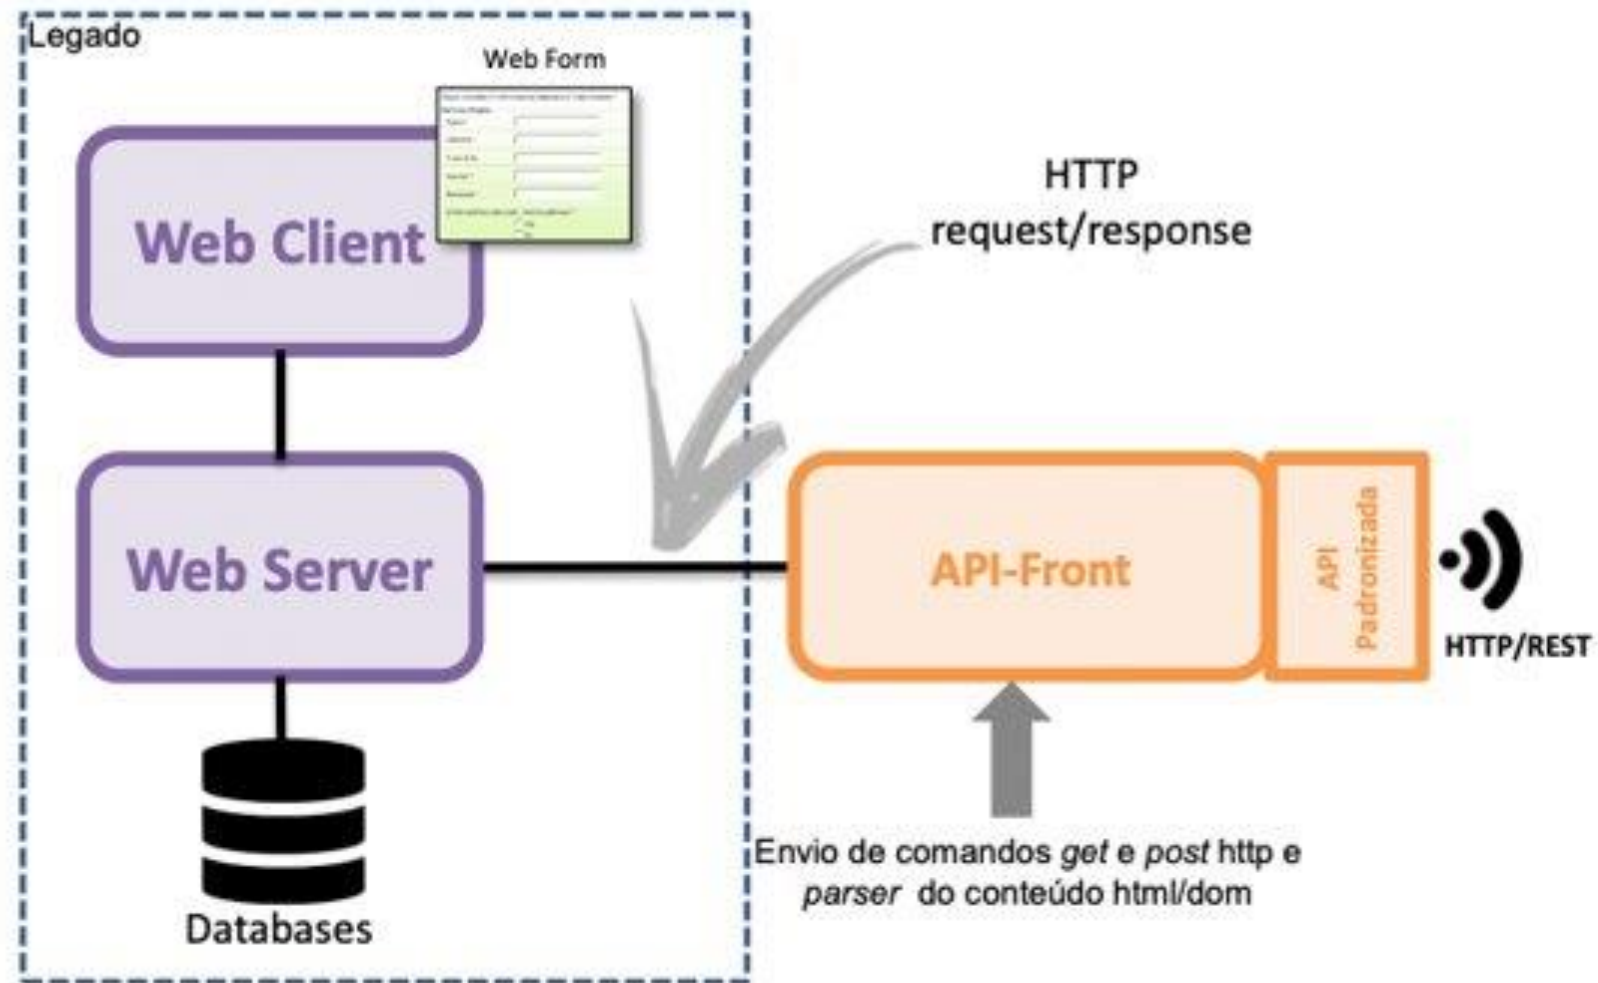 Legado
Web Form
Web Client
HTTP
request/response
Web Server
API-Front
API
Padronizada
HTTP/REST
Envio de comandos get e post http e
parser do conteúdo html/dom
Databases